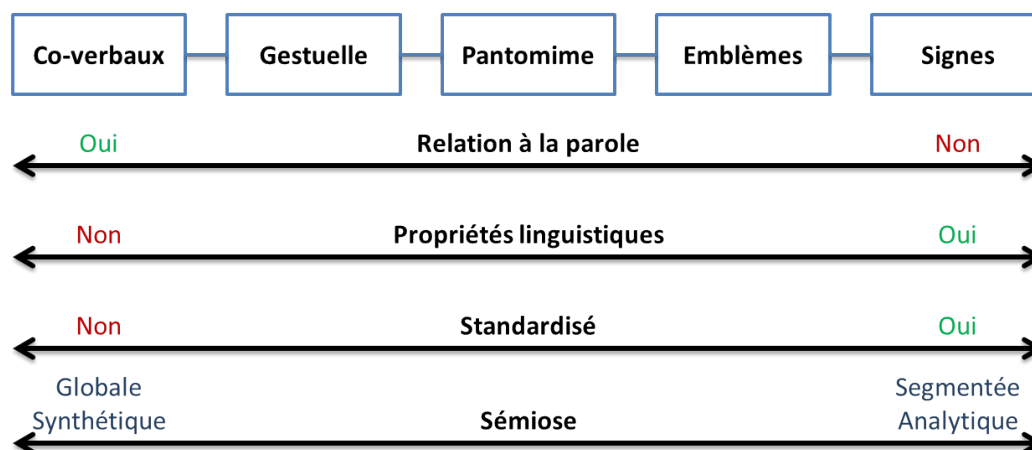 Co-verbaux Gestuelle Pantomime Emblèmes Signes
Oui Relation à la parole Non
Non Propriétés linguistiques Oui
Non Standardisé Oui
Globale Segmentée
Synthétique Sémiose Analytique